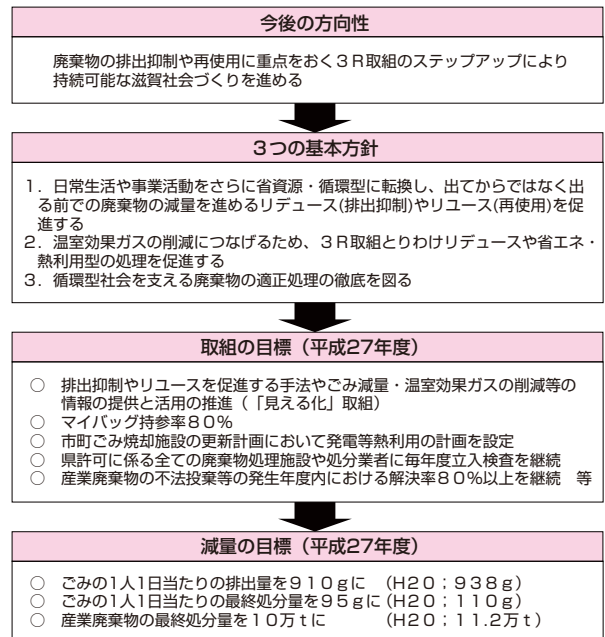 今後の方向性
廃棄物の排出抑制や再使用に重点をおく３Ｒ取組のステップアップにより
持続可能な滋賀社会づくりを進める
３つの基本方針
１．日常生活や事業活動をさらに省資源・循環型に転換し、出てからではなく出
る前での廃棄物の減量を進めるリデュース(排出抑制)やリユース(再使用)を促
進する
２．温室効果ガスの削減につなげるため、３Ｒ取組とりわけリデュースや省エネ・
熱利用型の処理を促進する
３．循環型社会を支える廃棄物の適正処理の徹底を図る
取組の目標（平成27年度）
○ 排出抑制やリユースを促進する手法やごみ減量・温室効果ガスの削減等の
情報の提供と活用の推進（「見える化」取組）
○ マイバッグ持参率８０％
○ 市町ごみ焼却施設の更新計画において発電等熱利用の計画を設定
○ 県許可に係る全ての廃棄物処理施設や処分業者に毎年度立入検査を継続
○ 産業廃棄物の不法投棄等の発生年度内における解決率８０％以上を継続　等
減量の目標（平成27年度）
○ ごみの1人1日当たりの排出量を９１０ｇに　（Ｈ２０；９３８ｇ）
○ ごみの1人1日当たりの最終処分量を９５ｇに（Ｈ２０；１１０ｇ）
○ 産業廃棄物の最終処分量を１０万ｔに　（Ｈ２０；１１.２万ｔ）